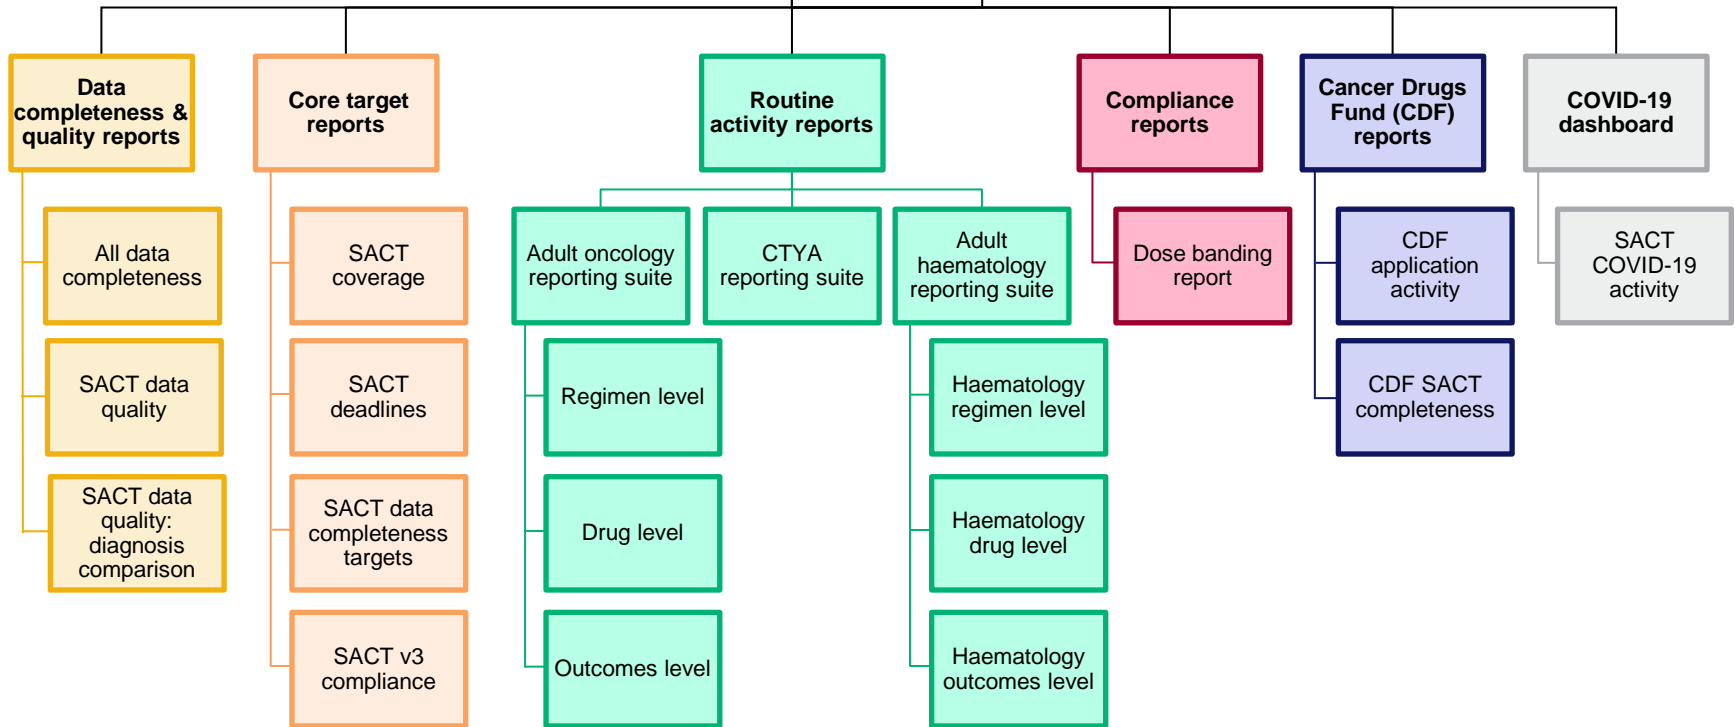 Data
completeness &
quality reports
Core target
reports
Routine
activity reports
Compliance
reports
Cancer Drugs
Fund (CDF)
reports
COVID-19
dashboard
All data
completeness
SACT
coverage
Adult oncology
reporting suite
CTYA
reporting suite
Adult
haematology
reporting suite
Dose banding
report
CDF
application
activity
SACT
COVID-19
activity
SACT data
quality
SACT
deadlines
Regimen level
Haematology
regimen level
CDF SACT
completeness
SACT data
quality:
diagnosis
comparison
SACT data
completeness
targets
Drug level
Haematology
drug level
SACT v3
compliance
Outcomes level
Haematology
outcomes level